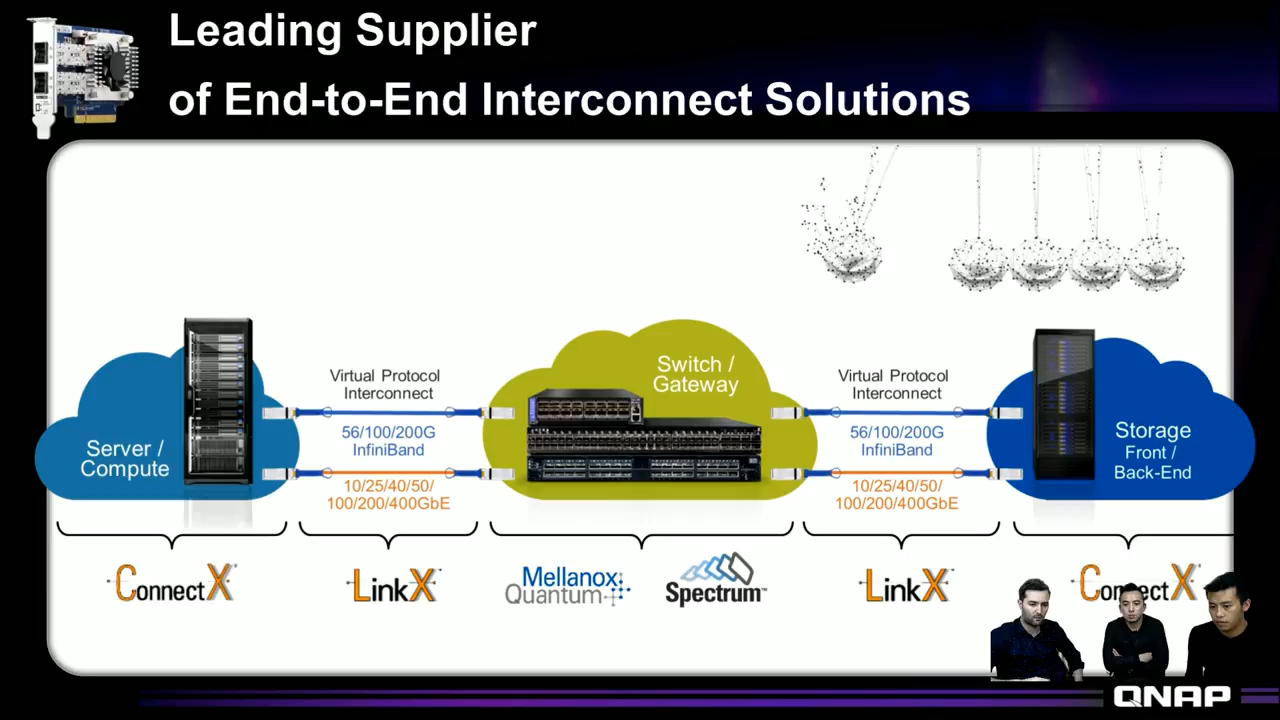 Leading Supplier
of End-to-End Interconnect Solutions
Server /
Compute
Virtual Protocol
Interconnect
56/100/200G
InfiniBand
10/25/40/50/
100/200/400GbE
Switch /
Gateway
Virtual Protocol
Interconnect
56/100/200G
InfiniBand
10/25/40/50/
100/200/400GbE
Storage
Front /
Back-End
ConnectX
LinkX
Mellanox
Quantum
Spectrum
LinkX
ConnectX
QNAP